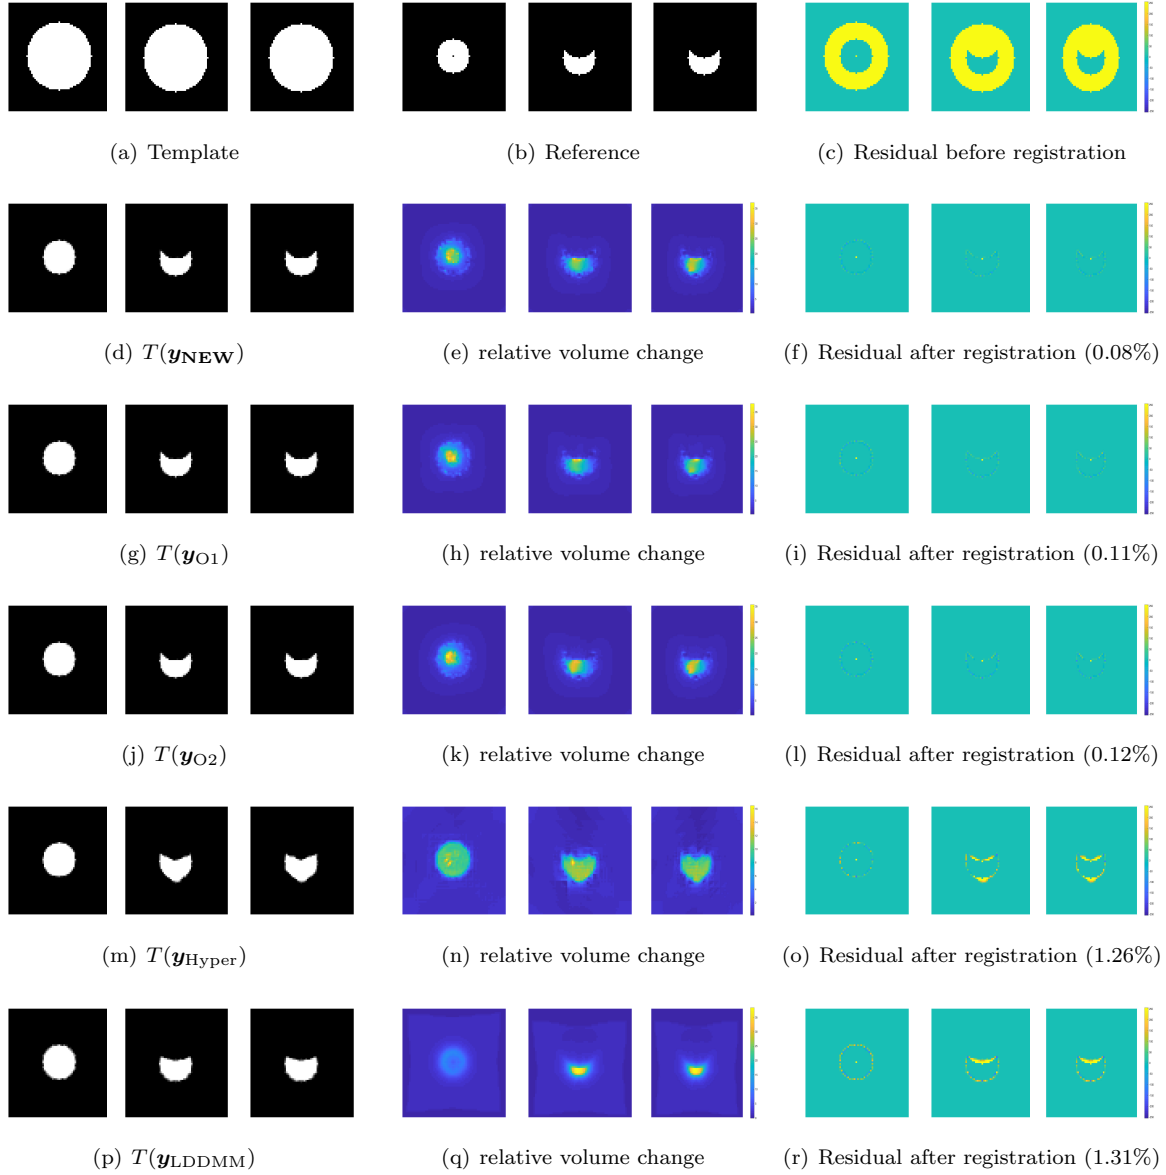 (a) Template
(b) Reference
(c) Residual before registration
(d) T(y_NEW)
(e) relative volume change
(f) Residual after registration (0.08%)
(g) T(y_O1)
(h) relative volume change
(i) Residual after registration (0.11%)
(j) T(y_O2)
(k) relative volume change
(l) Residual after registration (0.12%)
(m) T(y_Hyper)
(n) relative volume change
(o) Residual after registration (1.26%)
(p) T(y_LDDMM)
(q) relative volume change
(r) Residual after registration (1.31%)